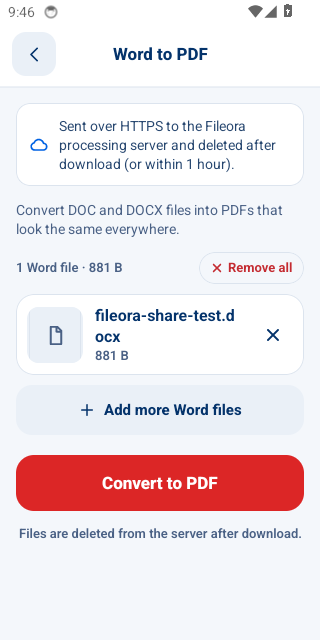 9:46
Word to PDF
Sent over HTTPS to the Fileora
processing server and deleted after
download (or within 1 hour).
Convert DOC and DOCX files into PDFs that
look the same everywhere.
1 Word file · 881 B
Remove all
fileora-share-test.d
ocx
881 B
Add more Word files
Convert to PDF
Files are deleted from the server after download.